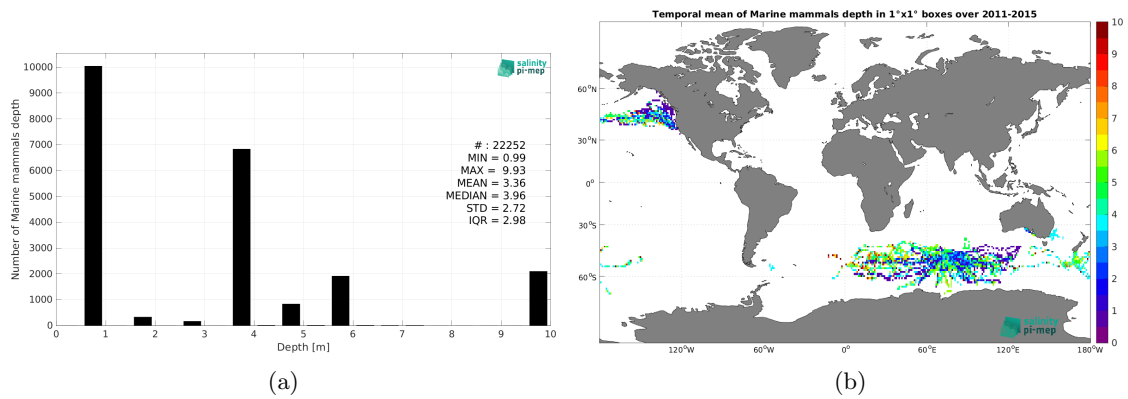 salinity
pi-mep
Number of Marine mammals depth
10000
9000
8000
7000
6000
5000
4000
3000
2000
1000
0
# : 22252
MIN = 0.99
MAX = 9.93
MEAN = 3.36
MEDIAN = 3.96
STD = 2.72
IQR = 2.98
0 1 2 3 4 5 6 7 8 9 10
Depth [m]
(a)
Temporal mean of Marine mammals depth in 1°x1° boxes over 2011-2015
60°N
30°N
0°
30°S
60°S
120°W 60°W 0° 60°E 120°E 180°W
salinity
pi-mep
10
9
8
7
6
5
4
3
2
1
0
(b)